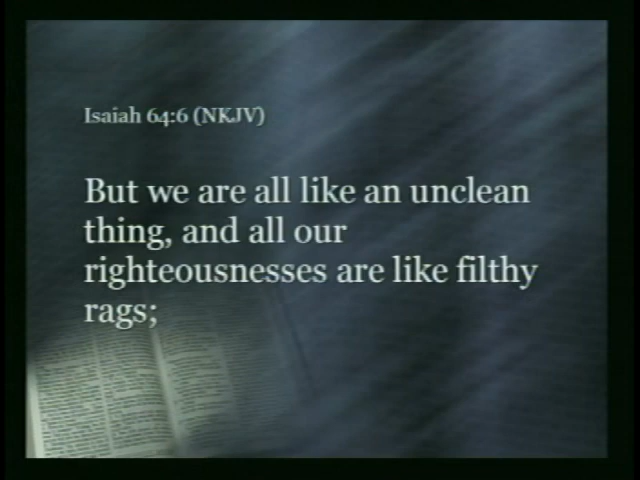 Isaiah 64:6 (NKJV)
But we are all like an unclean
thing, and all our
righteousnesses are like filthy
rags;